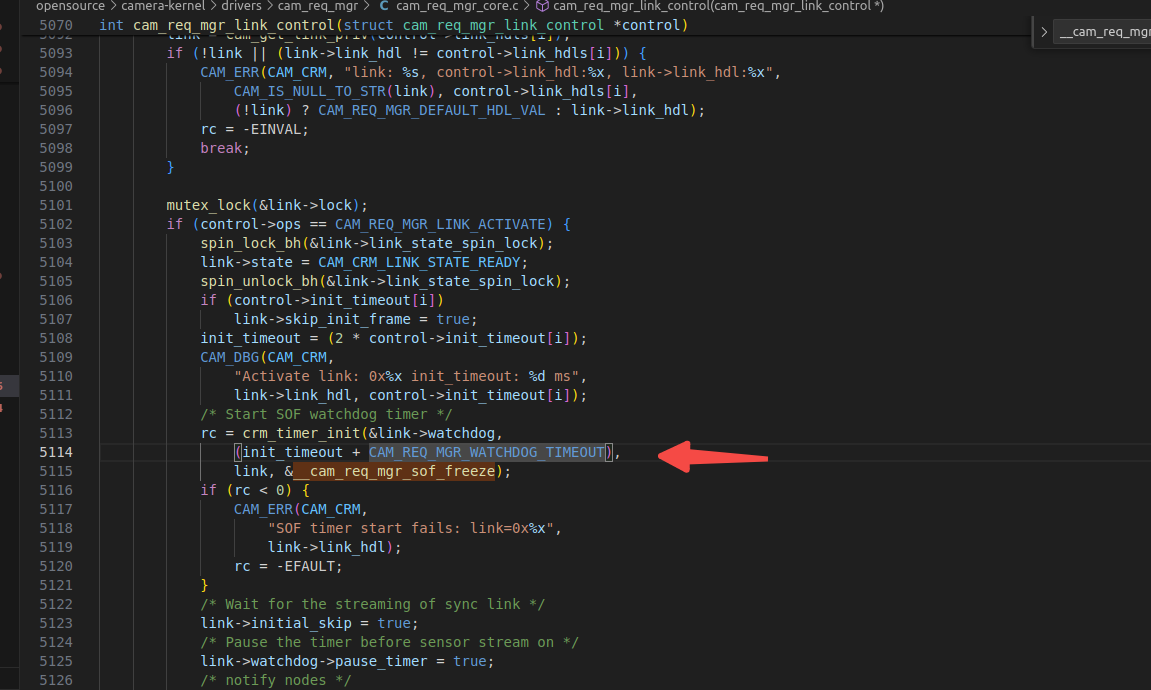 opensource > camera-kernel > drivers > cam_req_mgr > C cam_req_mgr_core.c > cam_req_mgr_link_control(cam_req_mgr_link_control *)
5070 int cam_req_mgr_link_control(struct cam_req_mgr_link_control *control)
> __cam_req_mgr
5093 if (!link || (link->link_hdl != control->link_hdls[i])) {
5094 CAM_ERR(CAM_CRM, "link: %s, control->link_hdl:%x, link->link_hdl:%x",
5095 CAM_IS_NULL_TO_STR(link), control->link_hdls[i],
5096 (!link) ? CAM_REQ_MGR_DEFAULT_HDL_VAL : link->link_hdl);
5097 rc = -EINVAL;
5098 break;
5099 }
5100
5101 mutex_lock(&link->lock);
5102 if (control->ops == CAM_REQ_MGR_LINK_ACTIVATE) {
5103 spin_lock_bh(&link->link_state_spin_lock);
5104 link->state = CAM_CRM_LINK_STATE_READY;
5105 spin_unlock_bh(&link->link_state_spin_lock);
5106 if (control->init_timeout[i])
5107 link->skip_init_frame = true;
5108 init_timeout = (2 * control->init_timeout[i]);
5109 CAM_DBG(CAM_CRM,
5110 "Activate link: 0x%x init_timeout: %d ms",
5111 link->link_hdl, control->init_timeout[i]);
5112 /* Start SOF watchdog timer */
5113 rc = crm_timer_init(&link->watchdog,
5114 (init_timeout + CAM_REQ_MGR_WATCHDOG_TIMEOUT),
5115 link, &__cam_req_mgr_sof_freeze);
5116 if (rc < 0) {
5117 CAM_ERR(CAM_CRM,
5118 "SOF timer start fails: link=0x%x",
5119 link->link_hdl);
5120 rc = -EFAULT;
5121 }
5122 /* Wait for the streaming of sync link */
5123 link->initial_skip = true;
5124 /* Pause the timer before sensor stream on */
5125 link->watchdog->pause_timer = true;
5126 /* notify nodes */